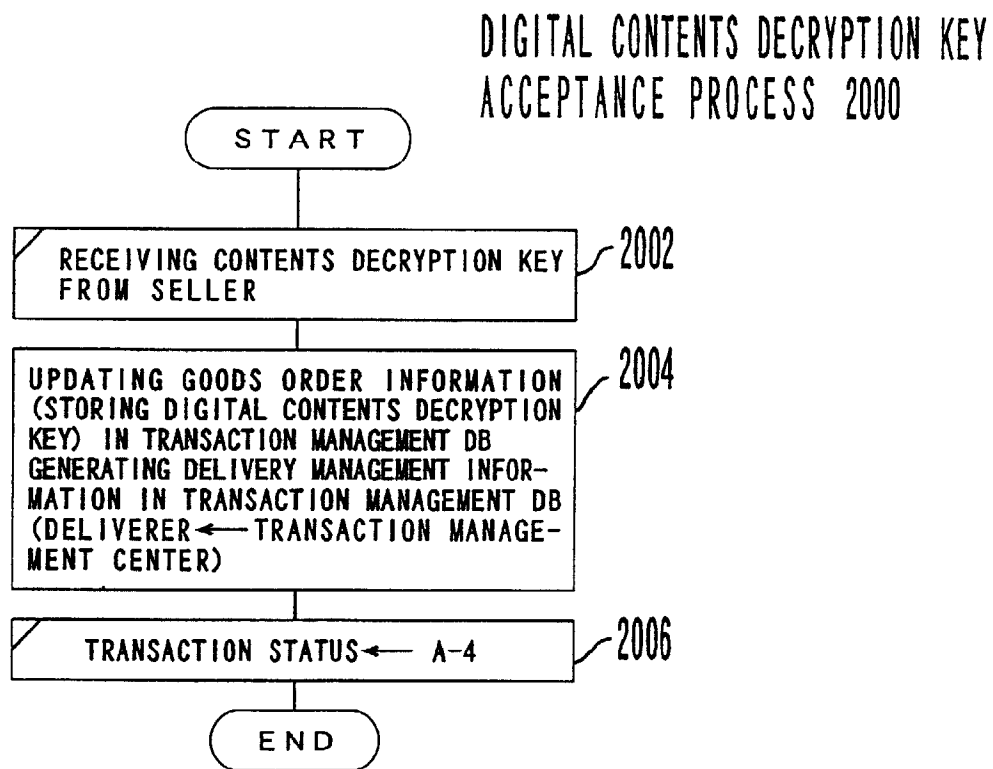 DIGITAL CONTENTS DECRYPTION KEY
ACCEPTANCE PROCESS 2000
START
RECEIVING CONTENTS DECRYPTION KEY
FROM SELLER
2002
UPDATING GOODS ORDER INFORMATION
(STORING DIGITAL CONTENTS DECRYPTION
KEY) IN TRANSACTION MANAGEMENT DB
GENERATING DELIVERY MANAGEMENT INFOR-
MATION IN TRANSACTION MANAGEMENT DB
(DELIVERER ← TRANSACTION MANAGE-
MENT CENTER)
2004
TRANSACTION STATUS ← A-4
2006
END